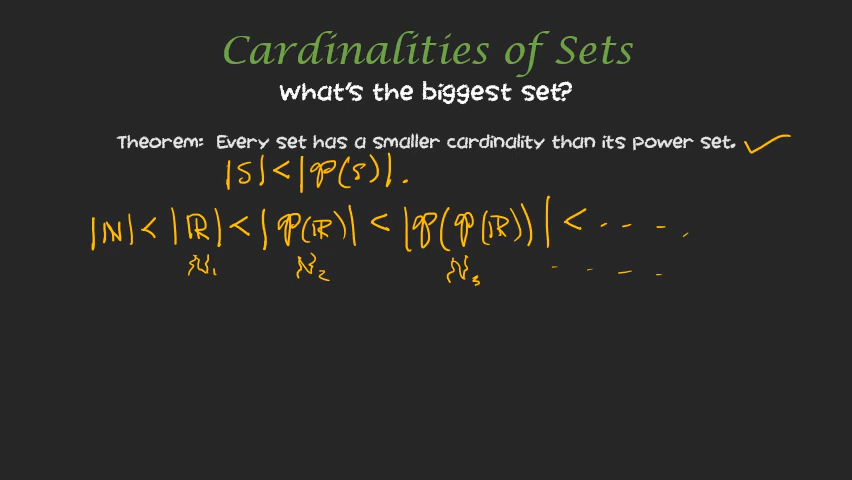 Cardinalities of Sets
What's the biggest set?
Theorem: Every set has a smaller cardinality than its power set. ✓
|S| < |𝒫(S)|.
|ℕ| < |ℝ| < |𝒫(ℝ)| < |𝒫(𝒫(ℝ))| < ‑ ‑ ‑ ‑
ℵ₁ ℵ₂ ℵ₃ ‑ ‑ ‑ ‑